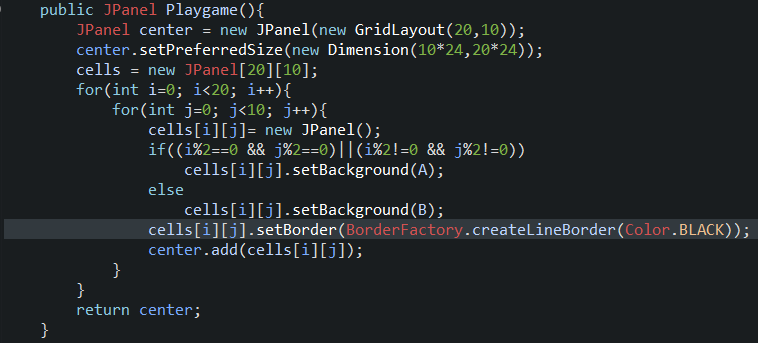 public JPanel Playgame(){
JPanel center = new JPanel(new GridLayout(20,10));
center.setPreferredSize(new Dimension(10*24,20*24));
cells = new JPanel[20][10];
for(int i=0; i<20; i++){
for(int j=0; j<10; j++){
cells[i][j]= new JPanel();
if((i%2==0 && j%2==0)||(i%2!=0 && j%2!=0))
cells[i][j].setBackground(A);
else
cells[i][j].setBackground(B);
cells[i][j].setBorder(BorderFactory.createLineBorder(Color.BLACK));
center.add(cells[i][j]);
}
}
return center;
}